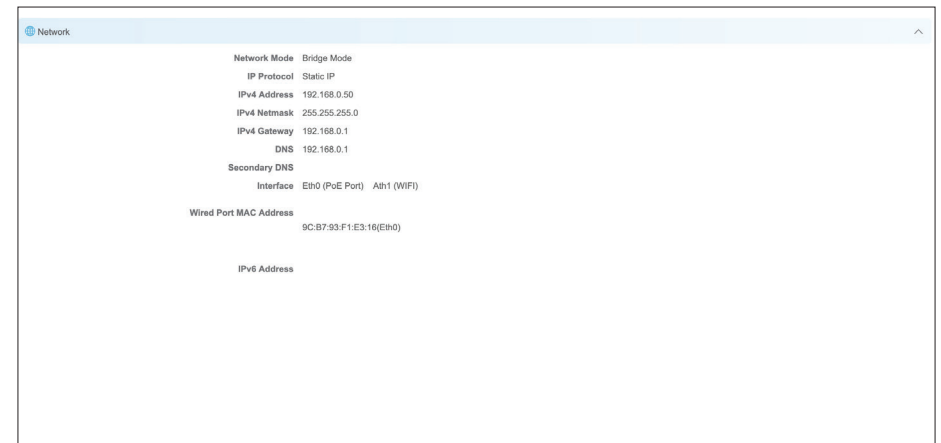 Network
Network Mode Bridge Mode
IP Protocol Static IP
IPv4 Address 192.168.0.50
IPv4 Netmask 255.255.255.0
IPv4 Gateway 192.168.0.1
DNS 192.168.0.1
Secondary DNS
Interface Eth0 (PoE Port) Ath1 (WIFI)
Wired Port MAC Address
9C:B7:93:F1:E3:16(Eth0)
IPv6 Address